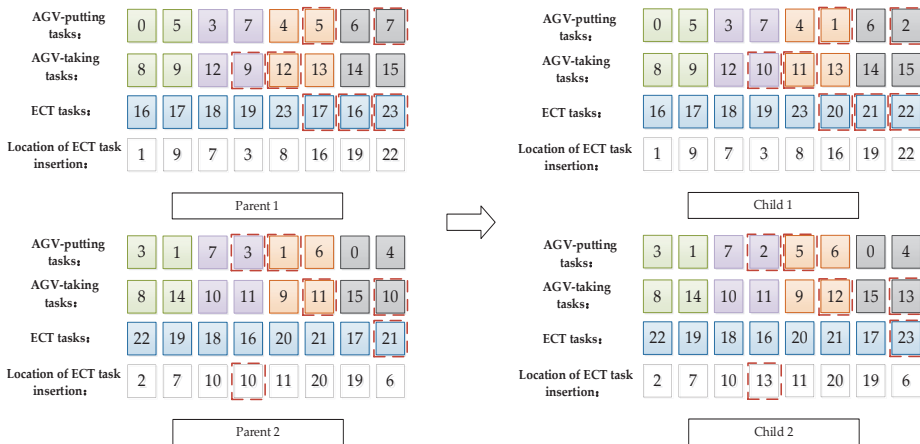 AGV-putting
tasks:
0 5 3 7 4 5 6 7
AGV-taking
tasks:
8 9 12 9 12 13 14 15
ECT tasks:
16 17 18 19 23 17 16 23
Location of ECT task
insertion:
1 9 7 3 8 16 19 22
Parent 1
AGV-putting
tasks:
0 5 3 7 4 1 6 2
AGV-taking
tasks:
8 9 12 10 11 13 14 15
ECT tasks:
16 17 18 19 23 20 21 22
Location of ECT task
insertion:
1 9 7 3 8 16 19 22
Child 1
AGV-putting
tasks:
3 1 7 3 1 6 0 4
AGV-taking
tasks:
8 14 10 11 9 11 15 10
ECT tasks:
22 19 18 16 20 21 17 21
Location of ECT task
insertion:
2 7 10 10 11 20 19 6
Parent 2
AGV-putting
tasks:
3 1 7 2 5 6 0 4
AGV-taking
tasks:
8 14 10 11 9 12 15 13
ECT tasks:
22 19 18 16 20 21 17 23
Location of ECT task
insertion:
2 7 10 13 11 20 19 6
Child 2